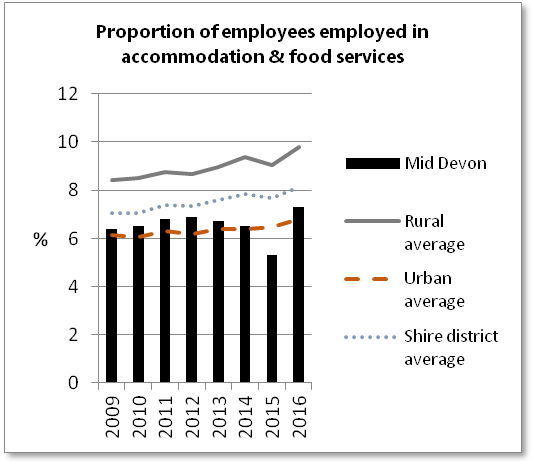 Proportion of employees employed in
accommodation & food services
12
10
8
6
4
2
0
%
2009
2010
2011
2012
2013
2014
2015
2016
Mid Devon
Rural
average
Urban
average
Shire district
average